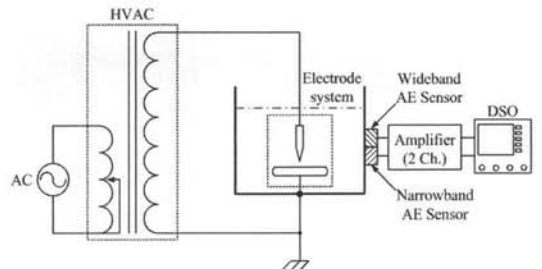 HVAC
Electrode
system
Wideband
AE Sensor
DSO
Amplifier
(2 Ch.)
AC
Narrowband
AE Sensor